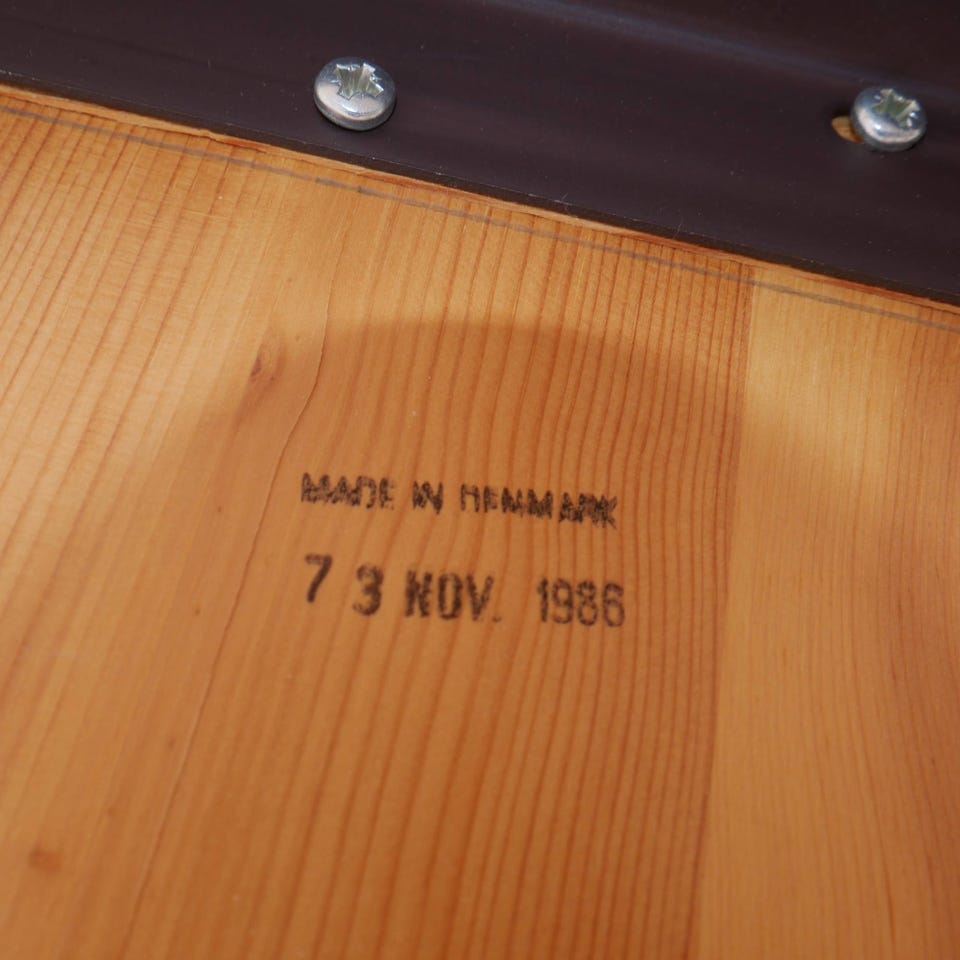 MADE IN DENMARK
7 3 NOV. 1986